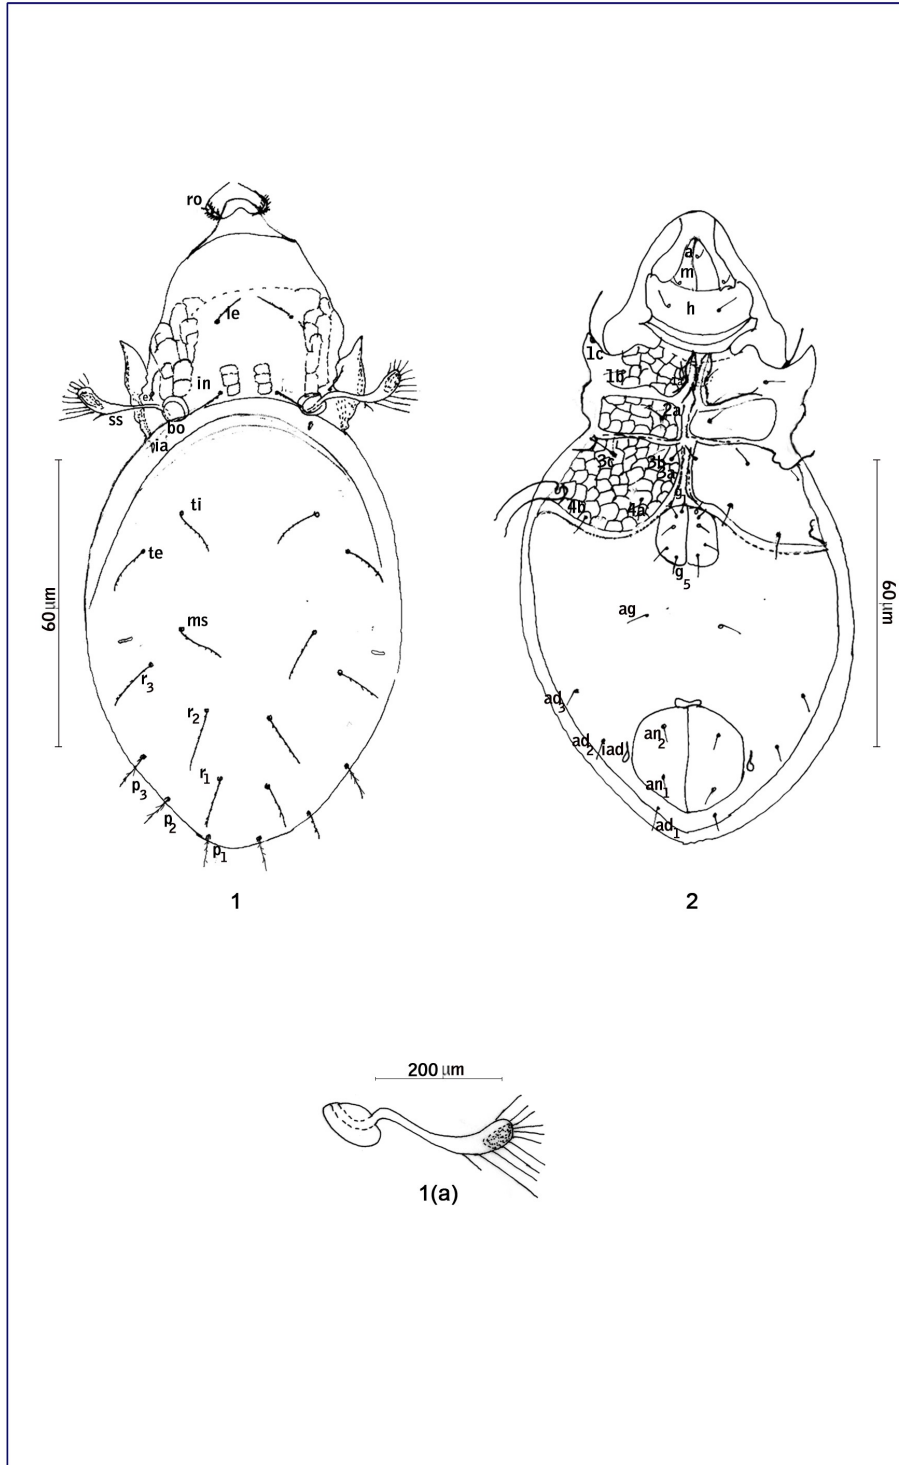 ro
le
in
ex
ss
bo
ia
ti
te
ms
r3
r2
r1
p3
p2
p1
60 µm
1
a
m
h
1c
1b
2a
3c
3b
3a
g1
4b
4a
g5
ag
ad3
ad2
iad
an2
an1
ad1
60 µm
2
200 µm
1(a)